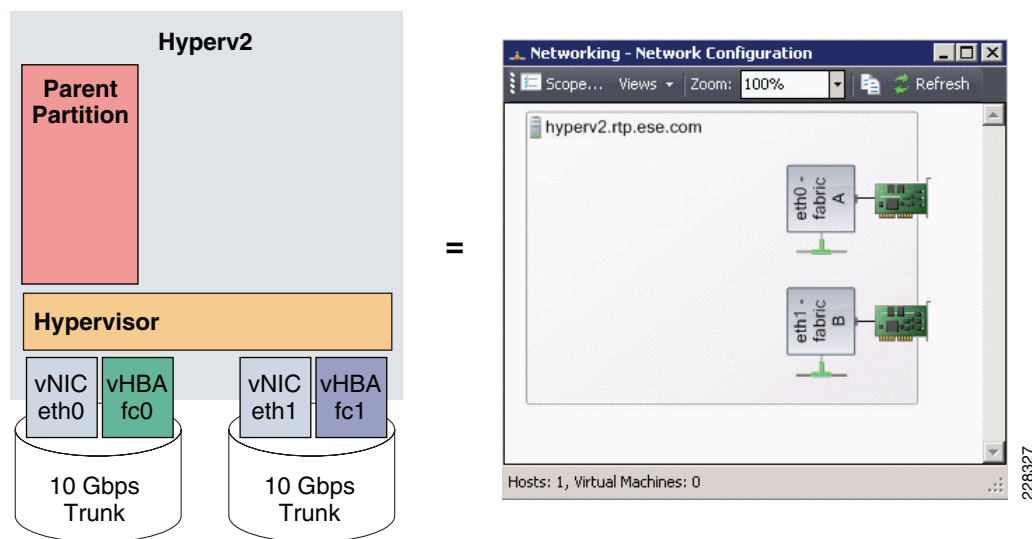 Hyperv2
Parent
Partition
Hypervisor
vNIC
eth0
vHBA
fc0
vNIC
eth1
vHBA
fc1
10 Gbps
Trunk
10 Gbps
Trunk
=
Networking - Network Configuration
Scope... Views Zoom: 100% Refresh
hyperv2.rtp.ese.com
eth0 -
fabric
A
eth1 -
fabric
B
Hosts: 1, Virtual Machines: 0
228327